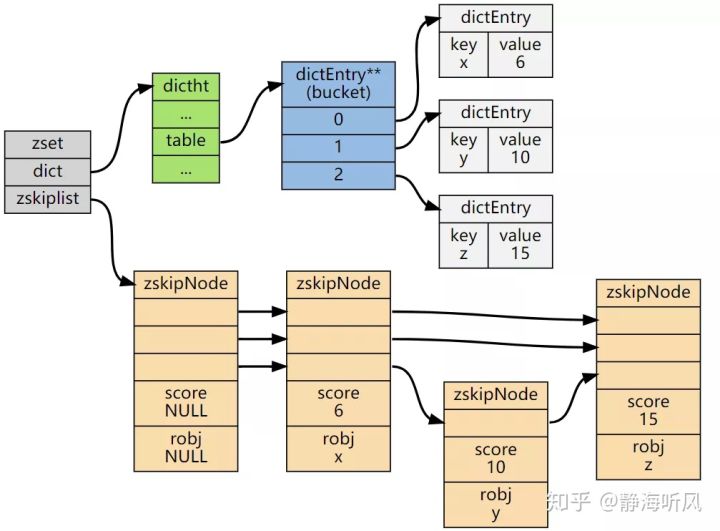 zset
dict
zskiplist
dictht
...
table
...
dictEntry**
(bucket)
0
1
2
dictEntry
key value
x 6
dictEntry
key value
y 10
dictEntry
key value
z 15
zskipNode
score
NULL
robj
NULL
zskipNode
score
6
robj
x
zskipNode
score
10
robj
y
zskipNode
score
15
robj
z
知乎 @静海听风